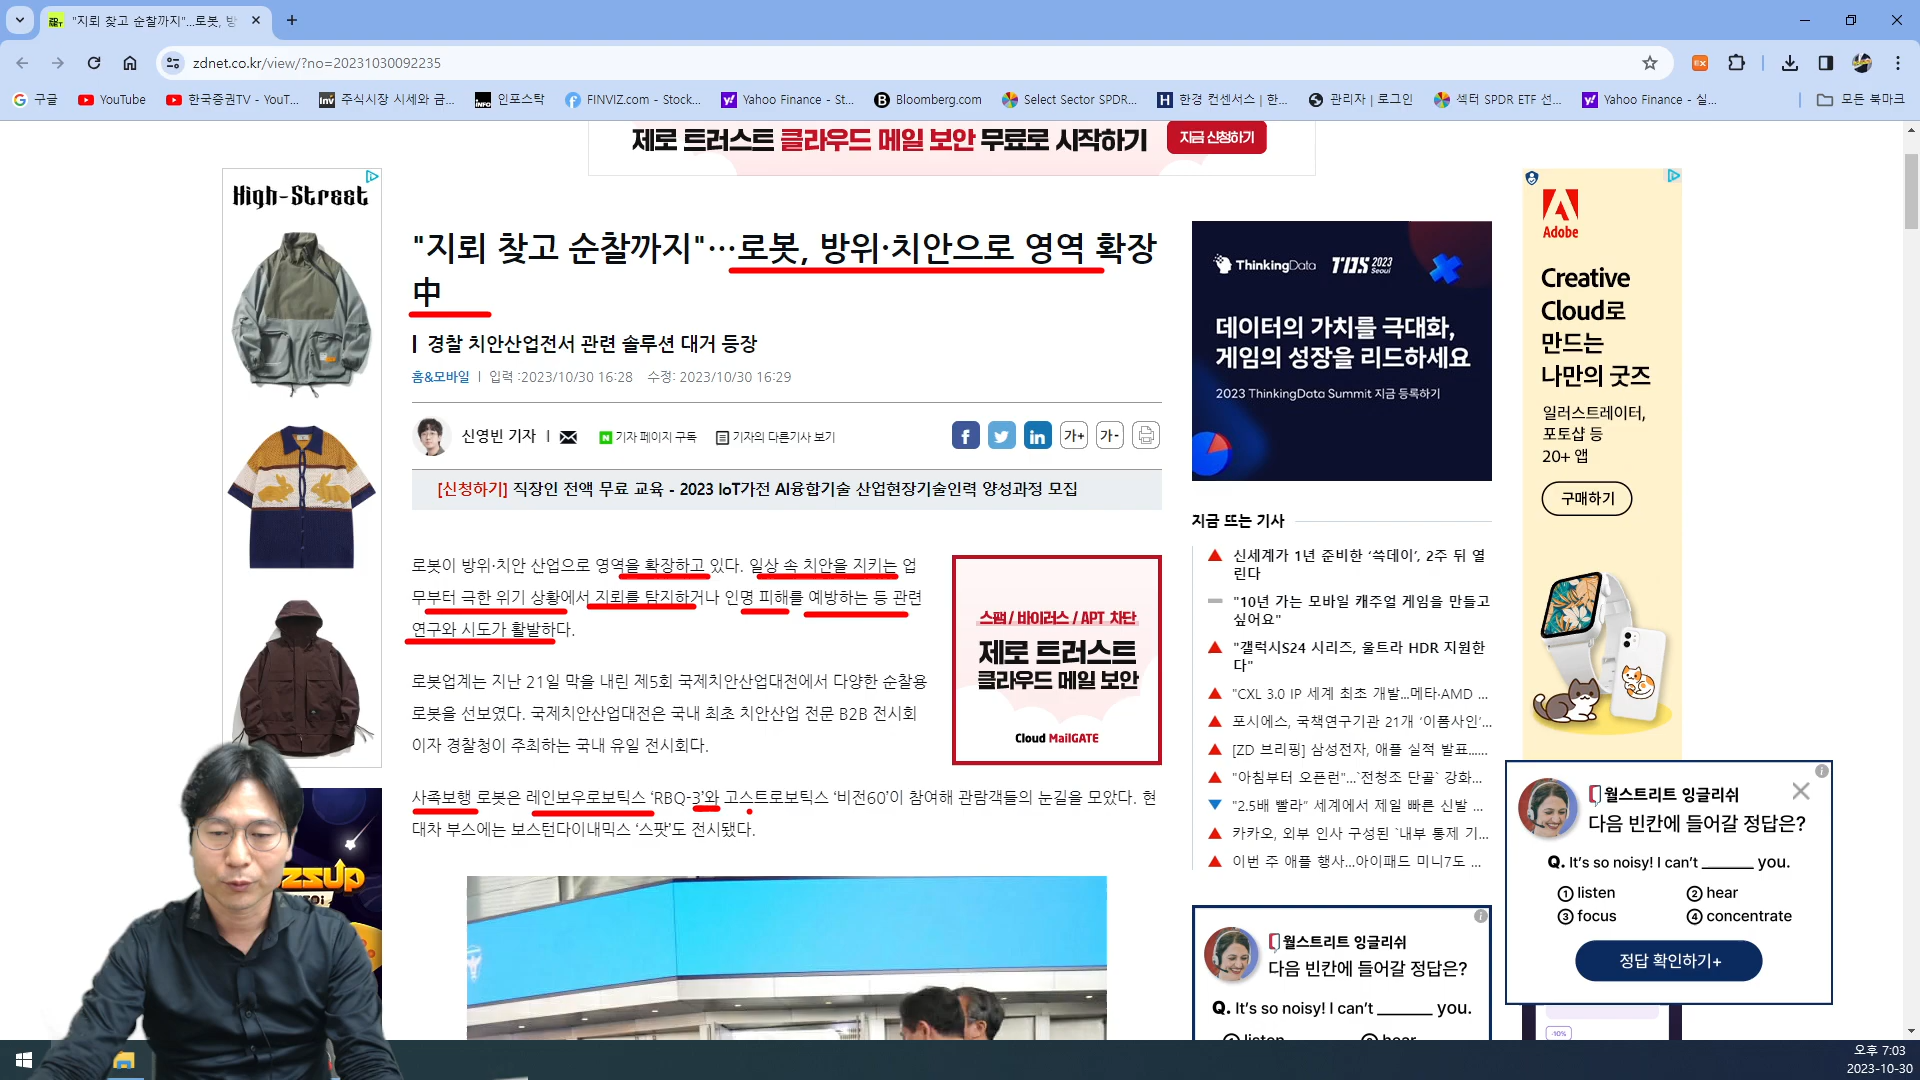 "지뢰 찾고 순찰까지"...로봇, 방
zdnet.co.kr/view/?no=20231030092235
구글
YouTube
한국증권TV - YouT...
주식시장 시세와 금...
인포스탁
FINVIZ.com - Stock...
Yahoo Finance - St...
Bloomberg.com
Select Sector SPDR...
한경 컨센서스 | 한...
관리자 | 로그인
섹터 SPDR ETF 선...
Yahoo Finance - 실...
모든 북마크
제로 트러스트 클라우드 메일 보안 무료로 시작하기
지금 신청하기
High-Street
"지뢰 찾고 순찰까지"…로봇, 방위·치안으로 영역 확장
中
경찰 치안산업전서 관련 솔루션 대거 등장
홈&모바일 | 입력 :2023/10/30 16:28 수정: 2023/10/30 16:29
신영빈 기자 | 기자 페이지 구독 기자의 다른기사 보기
가+ 가-
[신청하기] 직장인 전액 무료 교육 - 2023 IoT가전 AI융합기술 산업현장기술인력 양성과정 모집
로봇이 방위·치안 산업으로 영역을 확장하고 있다. 일상 속 치안을 지키는 업
무부터 극한 위기 상황에서 지뢰를 탐지하거나 인명 피해를 예방하는 등 관련
연구와 시도가 활발하다.
로봇업계는 지난 21일 막을 내린 제5회 국제치안산업대전에서 다양한 순찰용
로봇을 선보였다. 국제치안산업대전은 국내 최초 치안산업 전문 B2B 전시회
이자 경찰청이 주최하는 국내 유일 전시회다.
스팸 / 바이러스 / APT 차단
제로 트러스트
클라우드 메일 보안
Cloud MailGATE
사족보행 로봇은 레인보우로보틱스 ‘RBQ-3’와 고스트로보틱스 ‘비전60’이 참여해 관람객들의 눈길을 모았다. 현
대차 부스에는 보스턴다이내믹스 ‘스팟’도 전시됐다.
ThinkingData TDS 2023 Seoul
데이터의 가치를 극대화,
게임의 성장을 리드하세요
2023 ThinkingData Summit 지금 등록하기
지금 뜨는 기사
신세계가 1년 준비한 ‘쓱데이’, 2주 뒤 열
린다
"10년 가는 모바일 캐주얼 게임을 만들고
싶어요"
"갤럭시S24 시리즈, 울트라 HDR 지원한
다"
"CXL 3.0 IP 세계 최초 개발...메타·AMD ...
포시에스, 국책연구기관 21개 ‘이폼사인’...
[ZD 브리핑] 삼성전자, 애플 실적 발표......
"아침부터 오픈런"...`전청조 단골` 강화...
"2.5배 빨라” 세계에서 제일 빠른 신발 ...
카카오, 외부 인사 구성된 `내부 통제 기...
이번 주 애플 행사...아이패드 미니7도 ...
월스트리트 잉글리쉬
다음 빈칸에 들어갈 정답은?
Q. It's so noisy! I can't ______ you.
① listen ② hear
Adobe
Creative
Cloud로
만드는
나만의 굿즈
일러스트레이터,
포토샵 등
20+ 앱
구매하기
월스트리트 잉글리쉬
다음 빈칸에 들어갈 정답은?
Q. It's so noisy! I can't ______ you.
① listen ② hear
③ focus ④ concentrate
정답 확인하기+
-10%
오후 7:03
2023-10-30